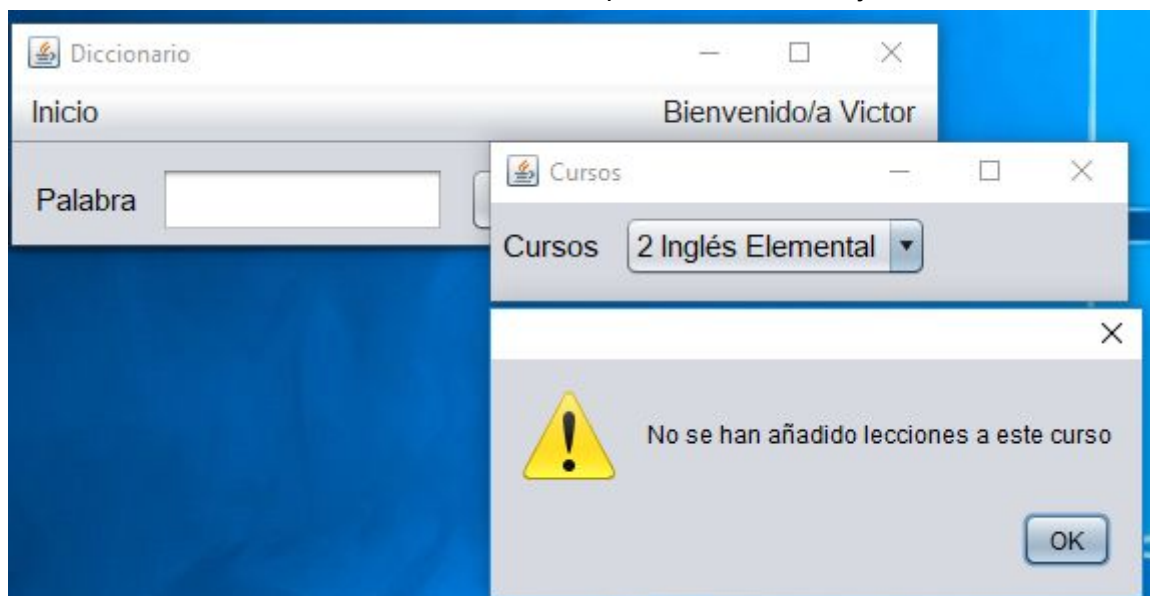 Diccionario
Inicio
Bienvenido/a Victor
Palabra
Cursos
Cursos
2 Inglés Elemental
No se han añadido lecciones a este curso
OK